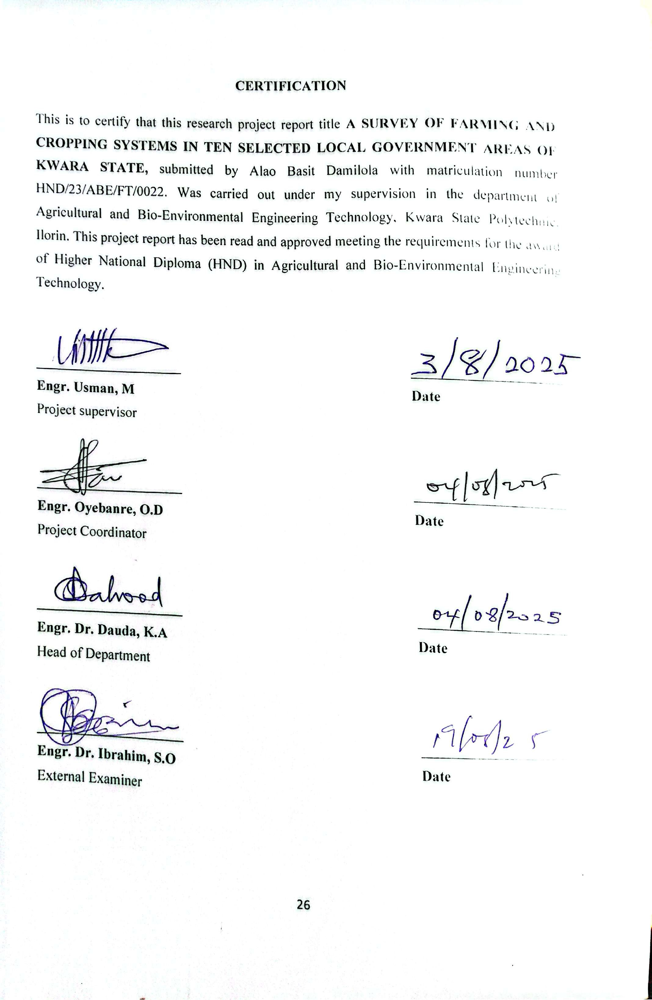 CERTIFICATION
This is to certify that this research project report title A SURVEY OF FARMING AND
CROPPING SYSTEMS IN TEN SELECTED LOCAL GOVERNMENT AREAS OF
KWARA STATE, submitted by Alao Basit Damilola with matriculation number
HND/23/ABE/FT/0022. Was carried out under my supervision in the department of
Agricultural and Bio-Environmental Engineering Technology, Kwara State Polytechnic,
Ilorin. This project report has been read and approved meeting the requirements for the award
of Higher National Diploma (HND) in Agricultural and Bio-Environmental Engineering
Technology.
3/8/2025
Engr. Usman, M
Date
Project supervisor
04/08/2025
Engr. Oyebanre, O.D
Date
Project Coordinator
04/08/2025
Engr. Dr. Dauda, K.A
Date
Head of Department
19/08/25
Engr. Dr. Ibrahim, S.O
Date
External Examiner
26